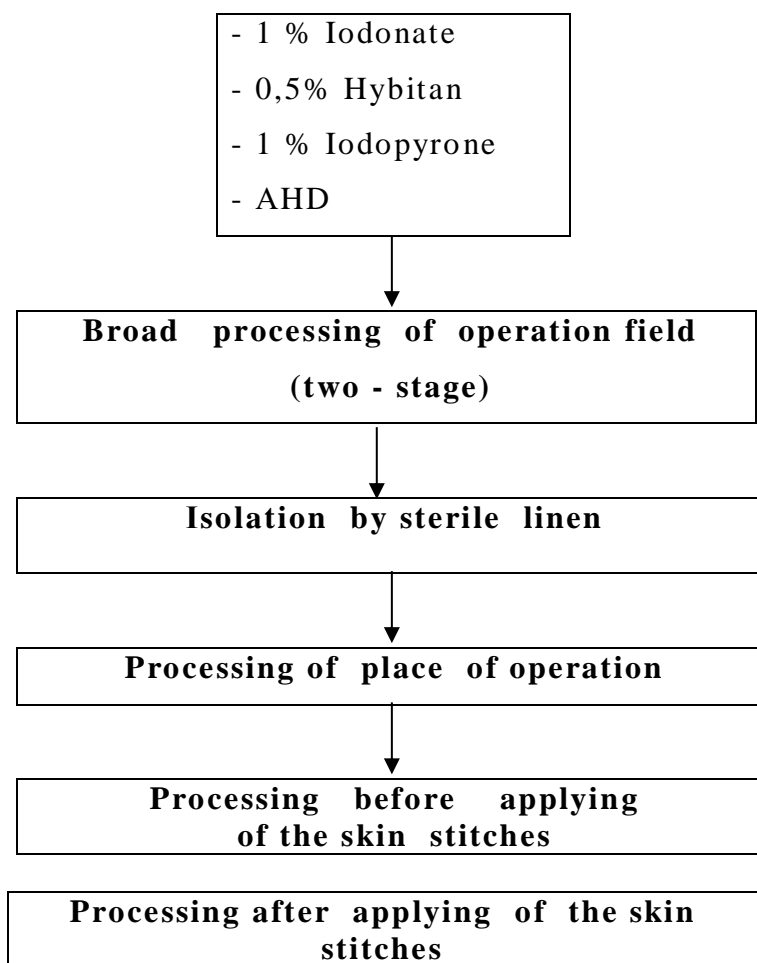 - 1 % Iodonate
- 0,5% Hybitan
- 1 % Iodopyrone
- AHD
Broad processing of operation field
(two - stage)
Isolation by sterile linen
Processing of place of operation
Processing before applying
of the skin stitches
Processing after applying of the skin
stitches